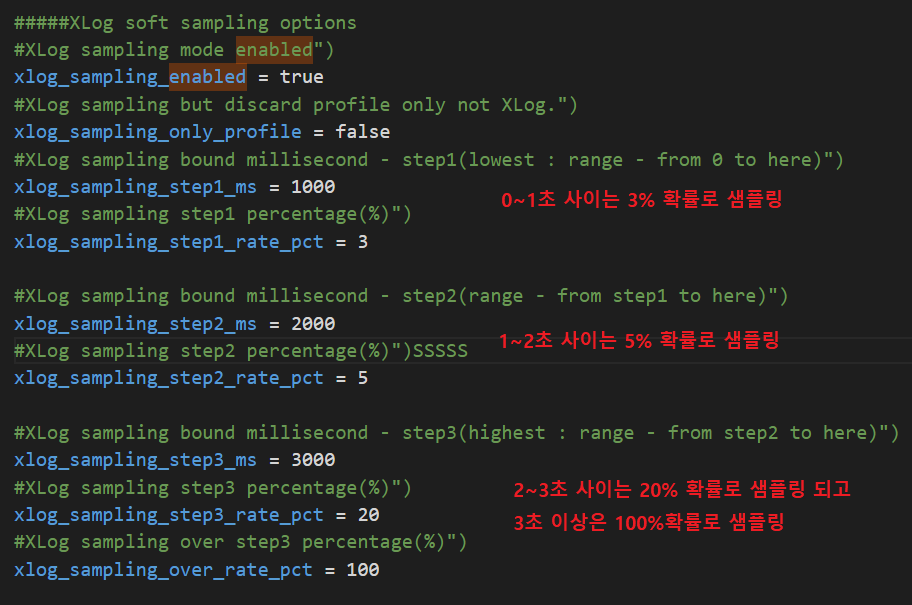 #####XLog soft sampling options
#XLog sampling mode enabled")
xlog_sampling_enabled = true
#XLog sampling but discard profile only not XLog.")
xlog_sampling_only_profile = false
#XLog sampling bound millisecond - step1(lowest : range - from 0 to here)")
xlog_sampling_step1_ms = 1000
0~1초 사이는 3% 확률로 샘플링
#XLog sampling step1 percentage(%)")
xlog_sampling_step1_rate_pct = 3
#XLog sampling bound millisecond - step2(range - from step1 to here)")
xlog_sampling_step2_ms = 2000
1~2초 사이는 5% 확률로 샘플링
#XLog sampling step2 percentage(%)")SSSSS
xlog_sampling_step2_rate_pct = 5
#XLog sampling bound millisecond - step3(highest : range - from step2 to here)")
xlog_sampling_step3_ms = 3000
#XLog sampling step3 percentage(%)")
2~3초 사이는 20% 확률로 샘플링 되고
xlog_sampling_step3_rate_pct = 20
3초 이상은 100%확률로 샘플링
#XLog sampling over step3 percentage(%)")
xlog_sampling_over_rate_pct = 100